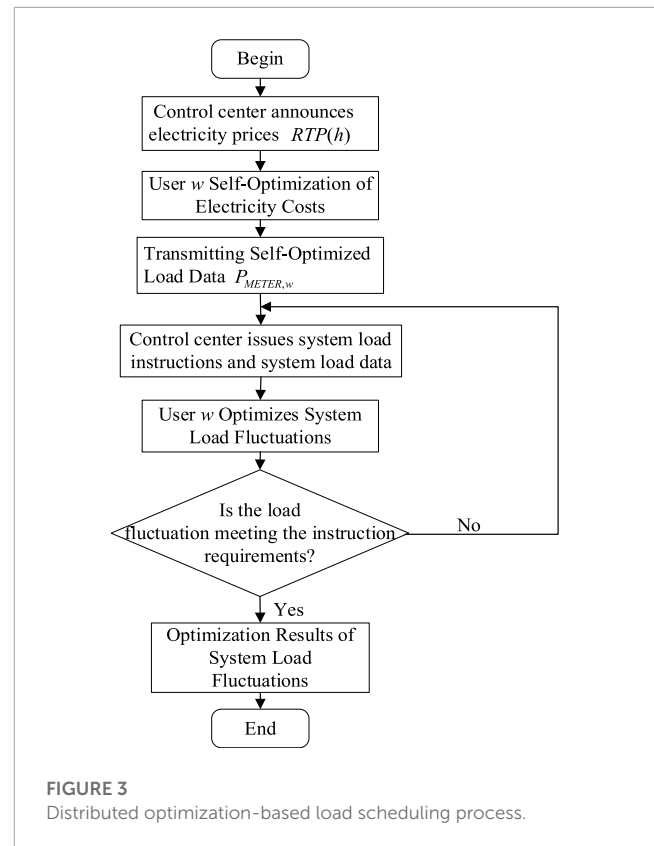 Begin
Control center announces
electricity prices RTP(h)
User w Self-Optimization of
Electricity Costs
Transmitting Self-Optimized
Load Data P_METER,w
Control center issues system load
instructions and system load data
User w Optimizes System
Load Fluctuations
Is the load
fluctuation meeting the instruction
requirements?
No
Yes
Optimization Results of
System Load
Fluctuations
End
FIGURE 3
Distributed optimization-based load scheduling process.